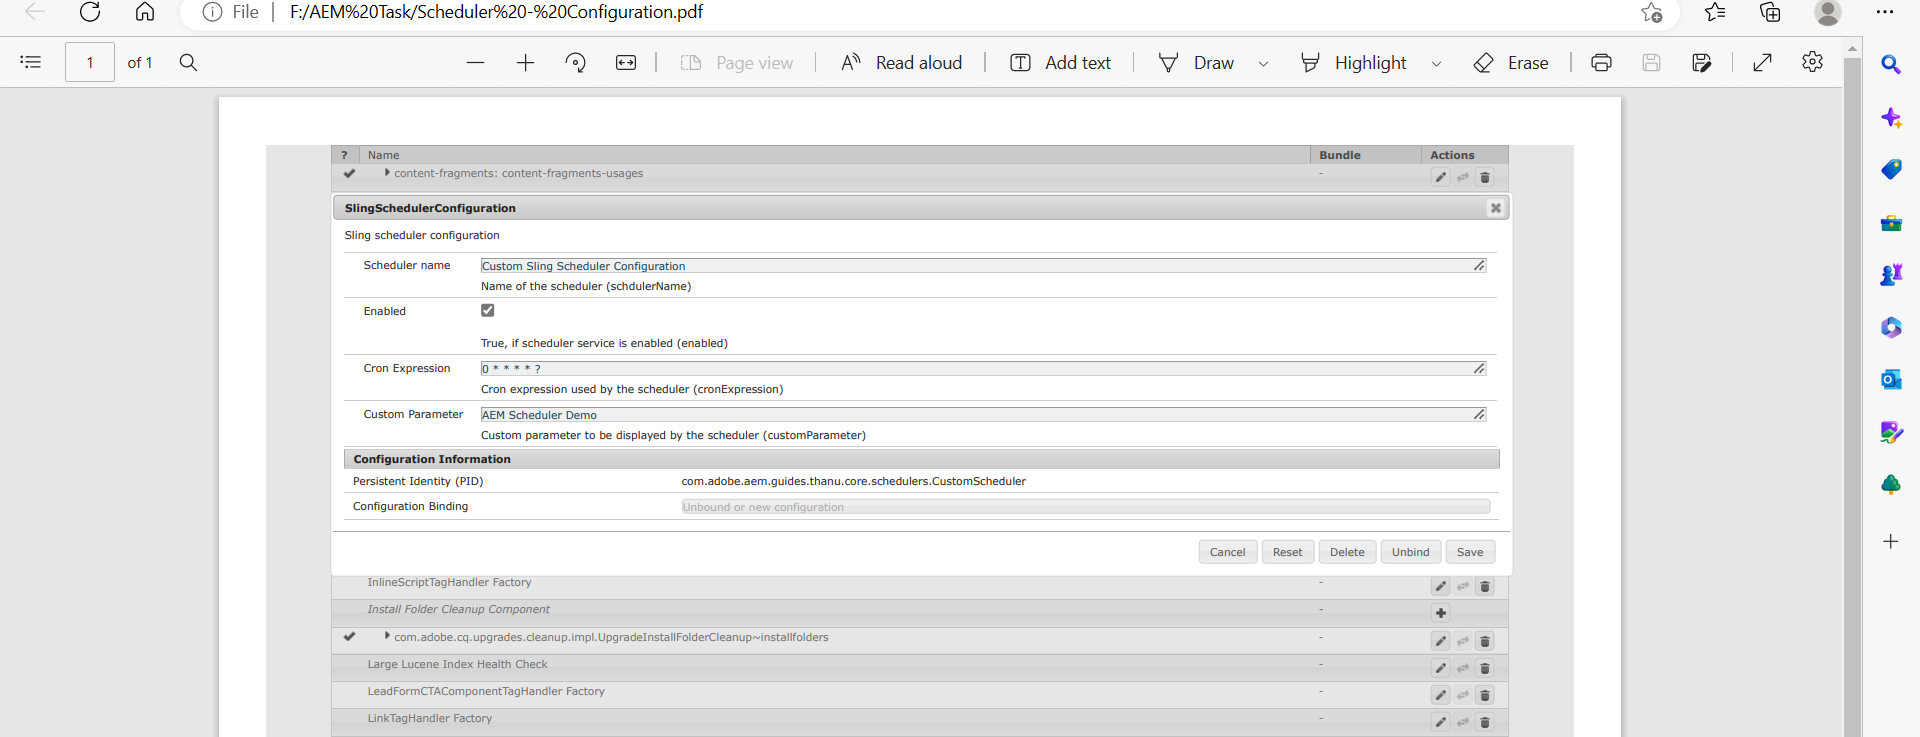 File F:/AEM%20Task/Scheduler%20-%20Configuration.pdf
1 of 1 Page view Read aloud Add text Draw Highlight Erase
? Name Bundle Actions
content-fragments: content-fragments-usages -
SlingSchedulerConfiguration
Sling scheduler configuration
Scheduler name Custom Sling Scheduler Configuration
Name of the scheduler (schdulerName)
Enabled
True, if scheduler service is enabled (enabled)
Cron Expression 0 * * * * ?
Cron expression used by the scheduler (cronExpression)
Custom Parameter AEM Scheduler Demo
Custom parameter to be displayed by the scheduler (customParameter)
Configuration Information
Persistent Identity (PID) com.adobe.aem.guides.thanu.core.schedulers.CustomScheduler
Configuration Binding Unbound or new configuration
Cancel Reset Delete Unbind Save
InlineScriptTagHandler Factory -
Install Folder Cleanup Component -
com.adobe.cq.upgrades.cleanup.impl.UpgradeInstallFolderCleanup~installfolders -
Large Lucene Index Health Check -
LeadFormCTAComponentTagHandler Factory -
LinkTagHandler Factory -